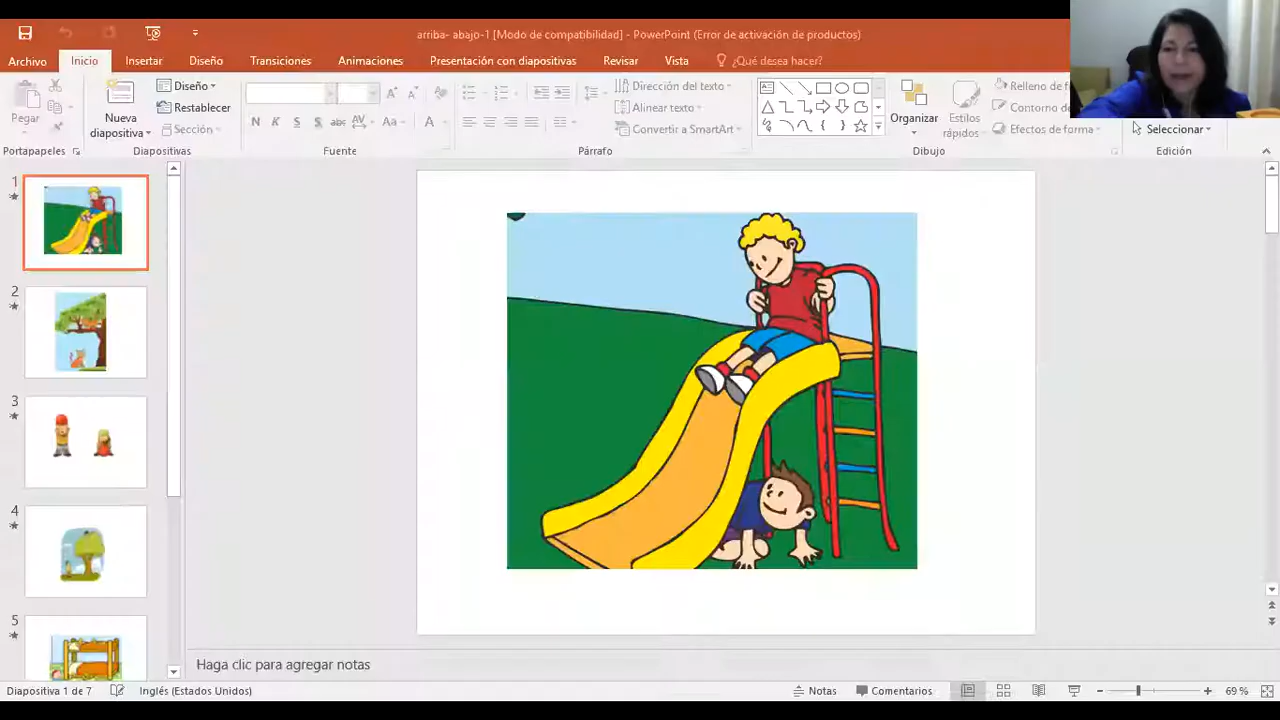 arriba- abajo-1 [Modo de compatibilidad] - PowerPoint (Error de activación de productos)
Archivo Inicio Insertar Diseño Transiciones Animaciones Presentación con diapositivas Revisar Vista ¿Qué desea hacer?
Pegar
Portapapeles
Nueva diapositiva
Diseño
Restablecer
Sección
Diapositivas
N K S S abc AV Aa A
Fuente
Dirección del texto
Alinear texto
Convertir a SmartArt
Párrafo
Organizar
Estilos rápidos
Relleno de
Contorno de
Efectos de forma
Dibujo
Seleccionar
Edición
1
2
3
4
5
Haga clic para agregar notas
Diapositiva 1 de 7 Inglés (Estados Unidos) Notas Comentarios 69 %